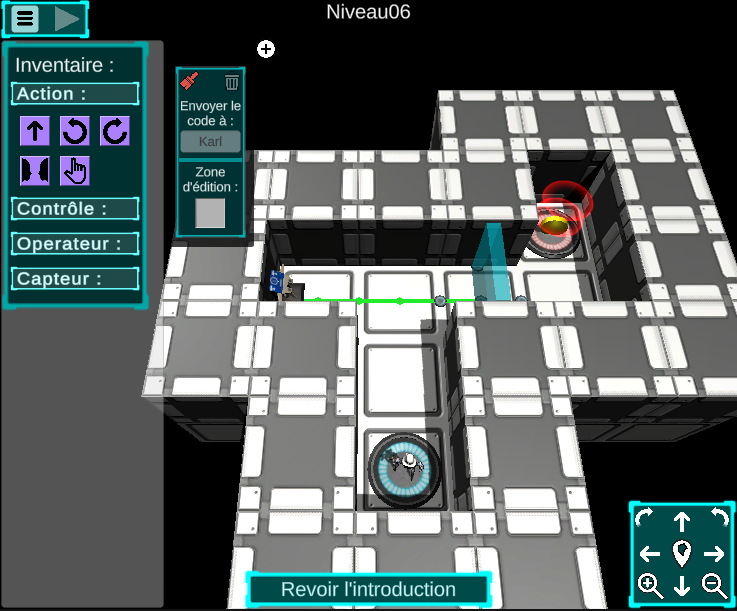 Niveau06
Inventaire :
Action :
Contrôle :
Operateur :
Capteur :
Envoyer le
code à :
Karl
Zone
d'édition :
Revoir l'introduction